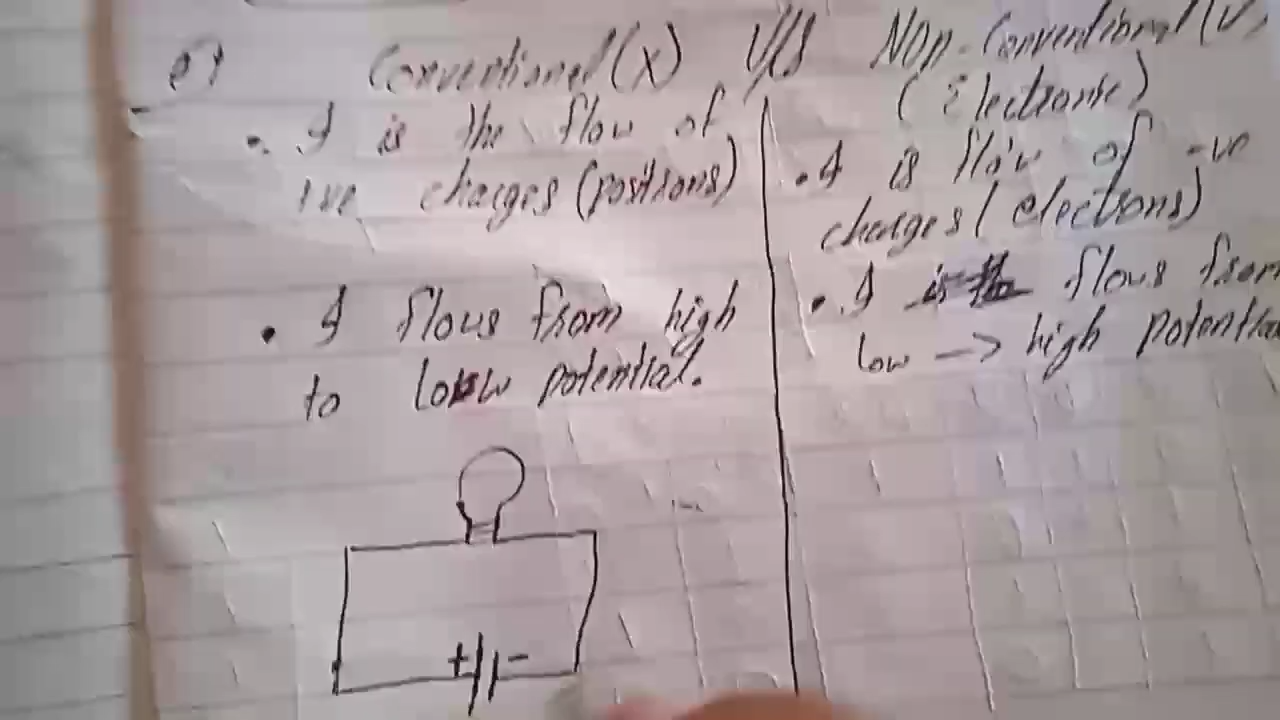 Conventional (x) V/S Non-Conventional (V)
(Electronic)
• I is the flow of
+ve charges (positions)
• I flows from high
to low potential.
+ -
• I is flow of -ve
charges (electrons)
• I flows from
low -> high potential